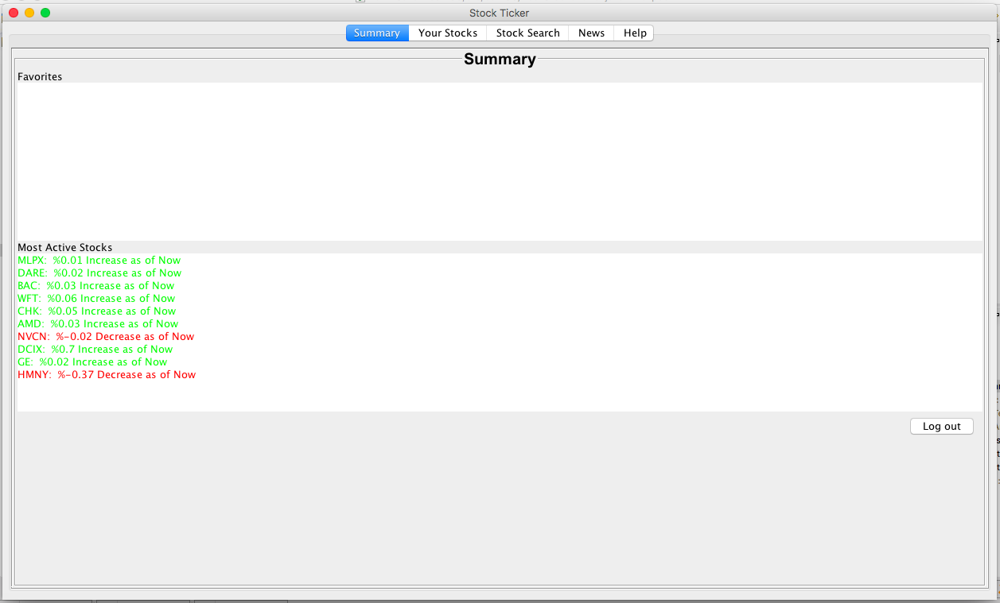 Stock Ticker
Summary Your Stocks Stock Search News Help
Summary
Favorites
Most Active Stocks
MLPX: %0.01 Increase as of Now
DARE: %0.02 Increase as of Now
BAC: %0.03 Increase as of Now
WFT: %0.06 Increase as of Now
CHK: %0.05 Increase as of Now
AMD: %0.03 Increase as of Now
NVCN: %-0.02 Decrease as of Now
DCIX: %0.7 Increase as of Now
GE: %0.02 Increase as of Now
HMNY: %-0.37 Decrease as of Now
Log out